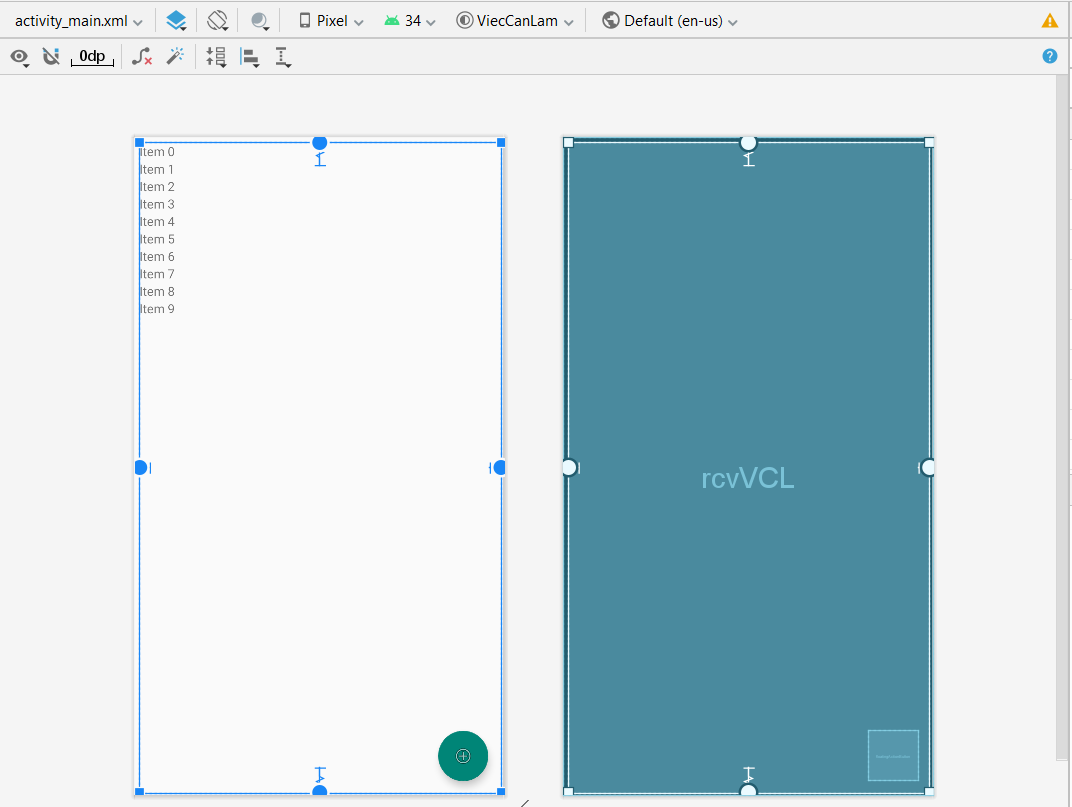 activity_main.xml Pixel 34 ViecCanLam Default (en-us)
0dp
Item 0
Item 1
Item 2
Item 3
Item 4
Item 5
Item 6
Item 7
Item 8
Item 9
rcvVCL